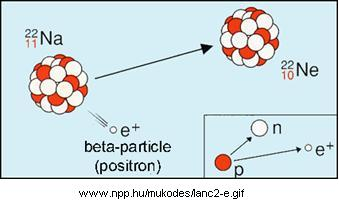 22
11Na
22
10Ne
e+
beta-particle
(positron)
n
p
e+
www.npp.hu/mukodes/lanc2-e.gif